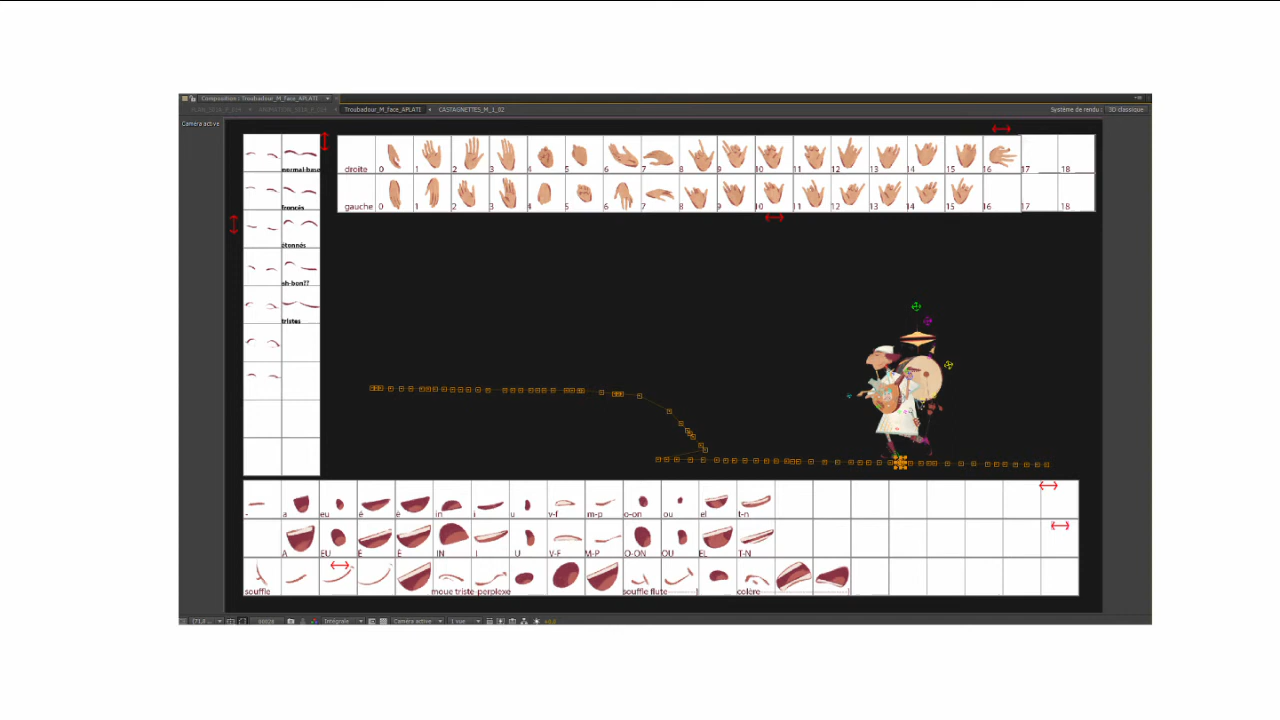 Composition : Troubadour_M_Face_APLATI
Troubadour_M_Face_APLATI CASTAGNETTES_M_1_02 Système de rendu : 3D classique
Caméra active
normal-base
froncés
étonnés
ah-bon??
tristes
droite 0 1 2 3 4 5 6 7 8 9 10 11 12 13 14 15 16 17 18
gauche 0 1 2 3 4 5 6 7 8 9 10 11 12 13 14 15 16 17 18
- a eu é è in i u v-f m-p o-on ou el t-n
A EU É È IN I U V-F M-P O-ON OU EL T-N
souffle moue triste-perplexe souffle flute colère
00024 Intégrale Caméra active 1 vue +0,0